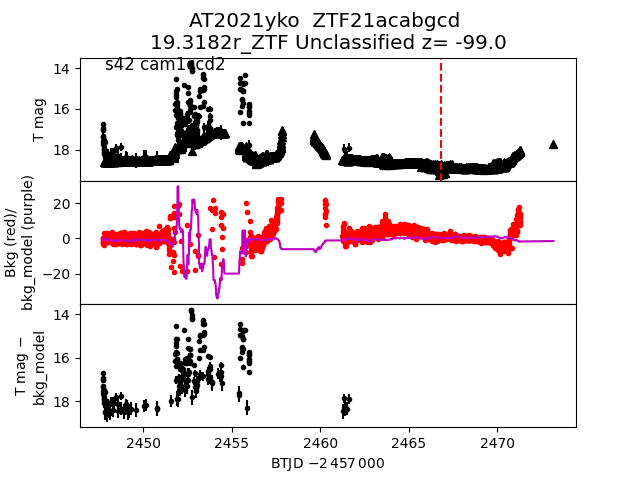 AT2021yko  ZTF21acabgcd
19.3182r_ZTF Unclassified z= -99.0
s42 cam1 ccd2
T mag
14
16
18
Bkg (red)/
bkg_model (purple)
20
0
−20
T mag −
bkg_model
14
16
18
2450
2455
2460
2465
2470
BTJD −2 457 000